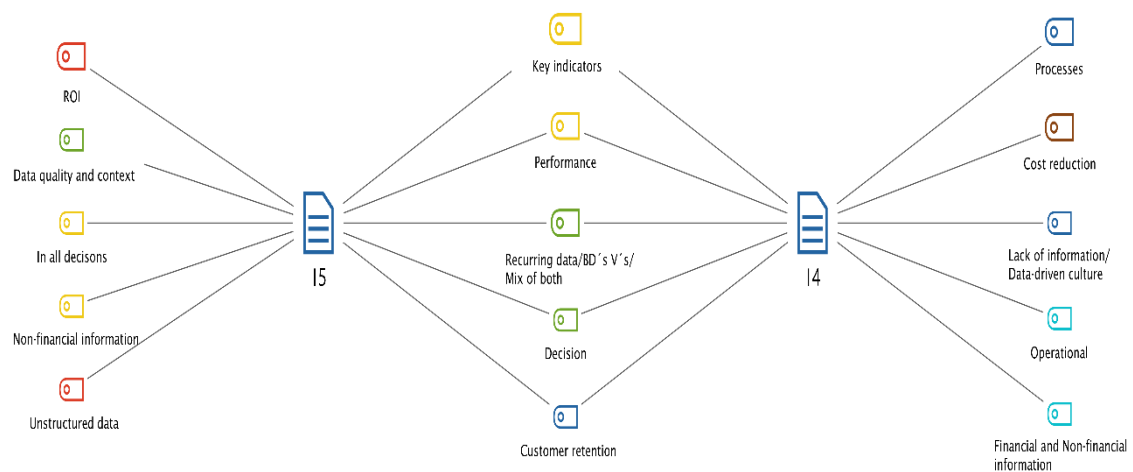 ROI
Data quality and context
In all decisons
Non-financial information
Unstructured data
I5
Key indicators
Performance
Recurring data/BD´s V´s/
Mix of both
Decision
Customer retention
I4
Processes
Cost reduction
Lack of information/
Data-driven culture
Operational
Financial and Non-financial
information